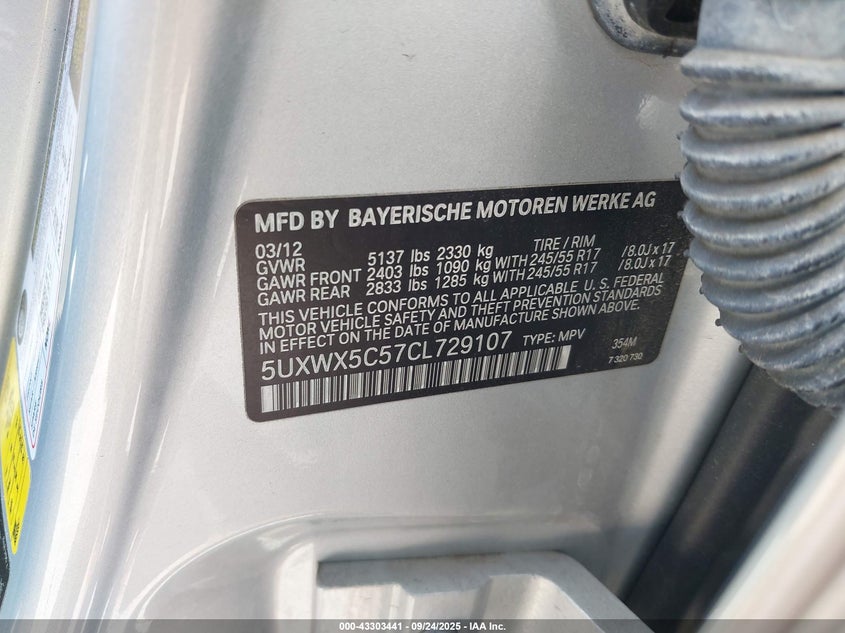 MFD BY BAYERISCHE MOTOREN WERKE AG
03/12 TIRE / RIM
GVWR 5137 lbs 2330 kg
GAWR FRONT 2403 lbs 1090 kg WITH 245/55 R17 /8.0J x 17
GAWR REAR 2833 lbs 1285 kg WITH 245/55 R17 /8.0J x 17
THIS VEHICLE CONFORMS TO ALL APPLICABLE U. S. FEDERAL
MOTOR VEHICLE SAFETY AND THEFT PREVENTION STANDARDS
IN EFFECT ON THE DATE OF MANUFACTURE SHOWN ABOVE.
5UXWX5C57CL729107 TYPE: MPV 354M
7 320 730
000-43303441 - 09/24/2025 - IAA Inc.